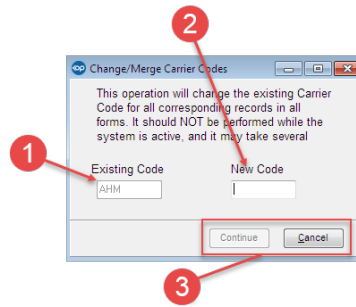 2
op Change/Merge Carrier Codes
This operation will change the existing Carrier
Code for all corresponding records in all
forms. It should NOT be performed while the
system is active, and it may take several
1
Existing Code New Code
AHM
Continue Cancel
3